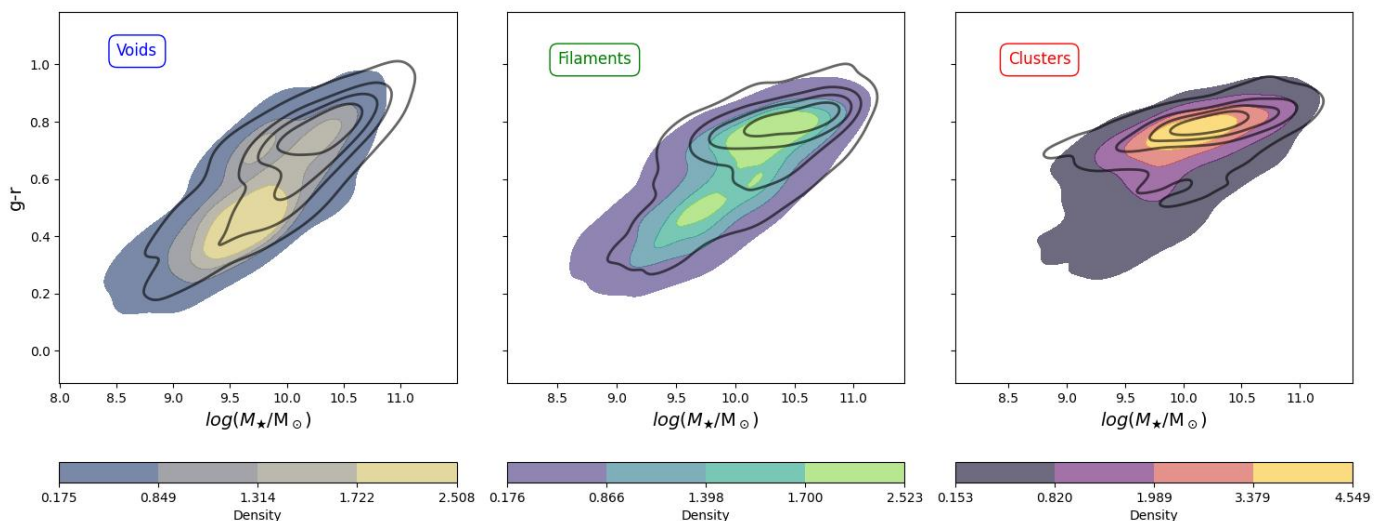 Voids
Filaments
Clusters
g-r
1.0
0.8
0.6
0.4
0.2
0.0
8.0 8.5 9.0 9.5 10.0 10.5 11.0
8.5 9.0 9.5 10.0 10.5 11.0
8.5 9.0 9.5 10.0 10.5 11.0
log(M★/M⊙)
log(M★/M⊙)
log(M★/M⊙)
0.175 0.849 1.314 1.722 2.508
0.176 0.866 1.398 1.700 2.523
0.153 0.820 1.989 3.379 4.549
Density
Density
Density